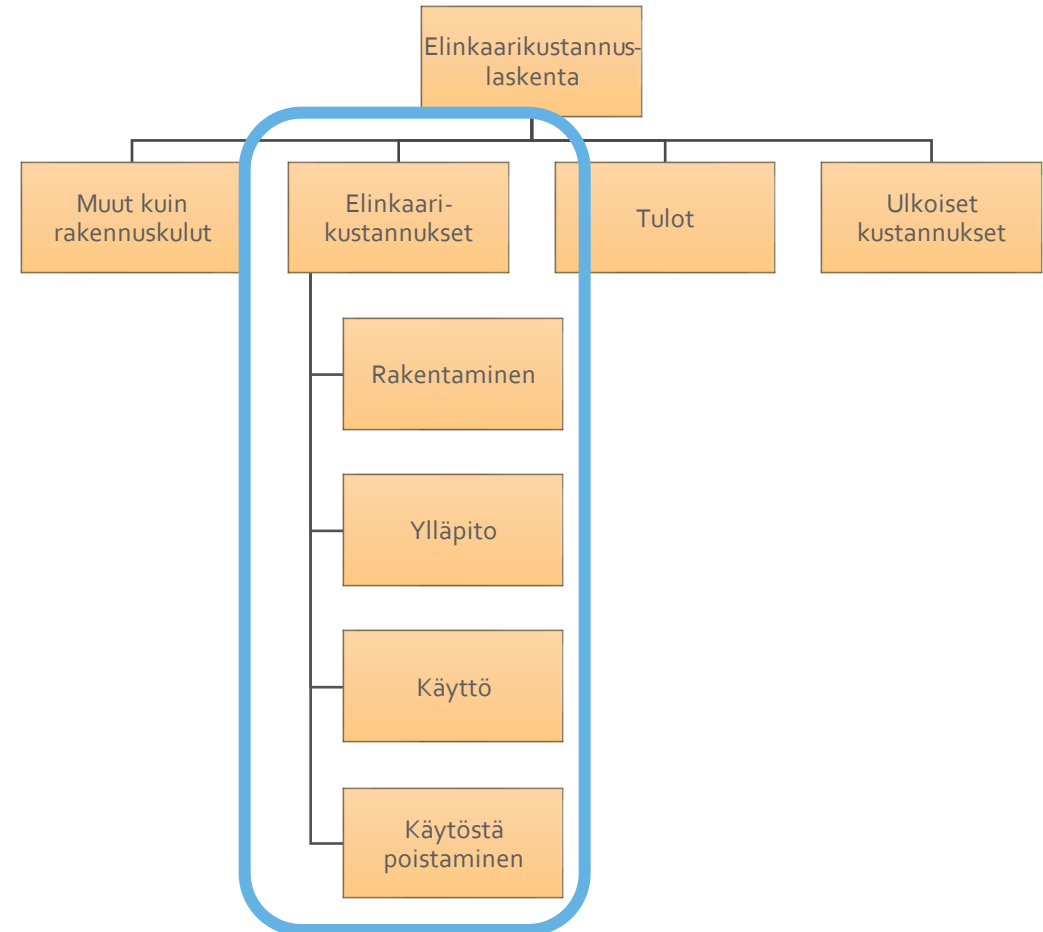 Elinkaarikustannus-
laskenta
Muut kuin
rakennuskulut
Elinkaari-
kustannukset
Tulot
Ulkoiset
kustannukset
Rakentaminen
Ylläpito
Käyttö
Käytöstä
poistaminen